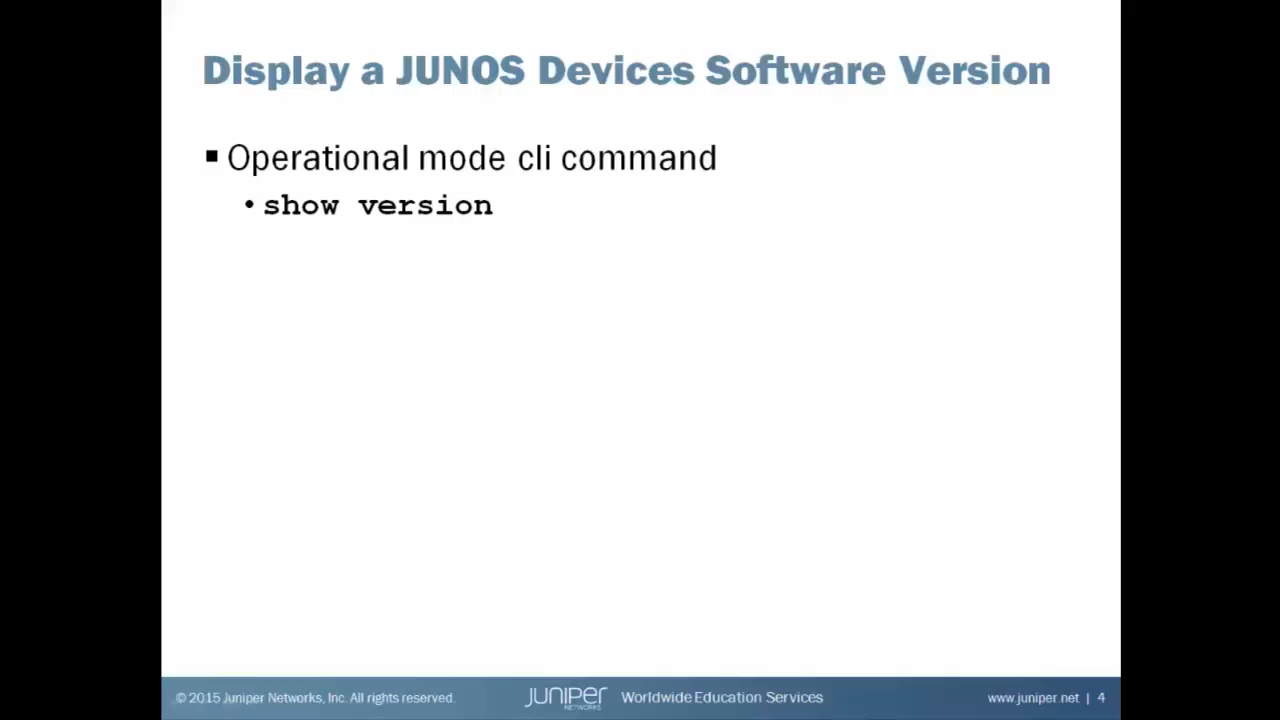 Display a JUNOS Devices Software Version
▪ Operational mode cli command
• show version
© 2015 Juniper Networks, Inc. All rights reserved.
JUNIPER NETWORKS
Worldwide Education Services
www.juniper.net | 4